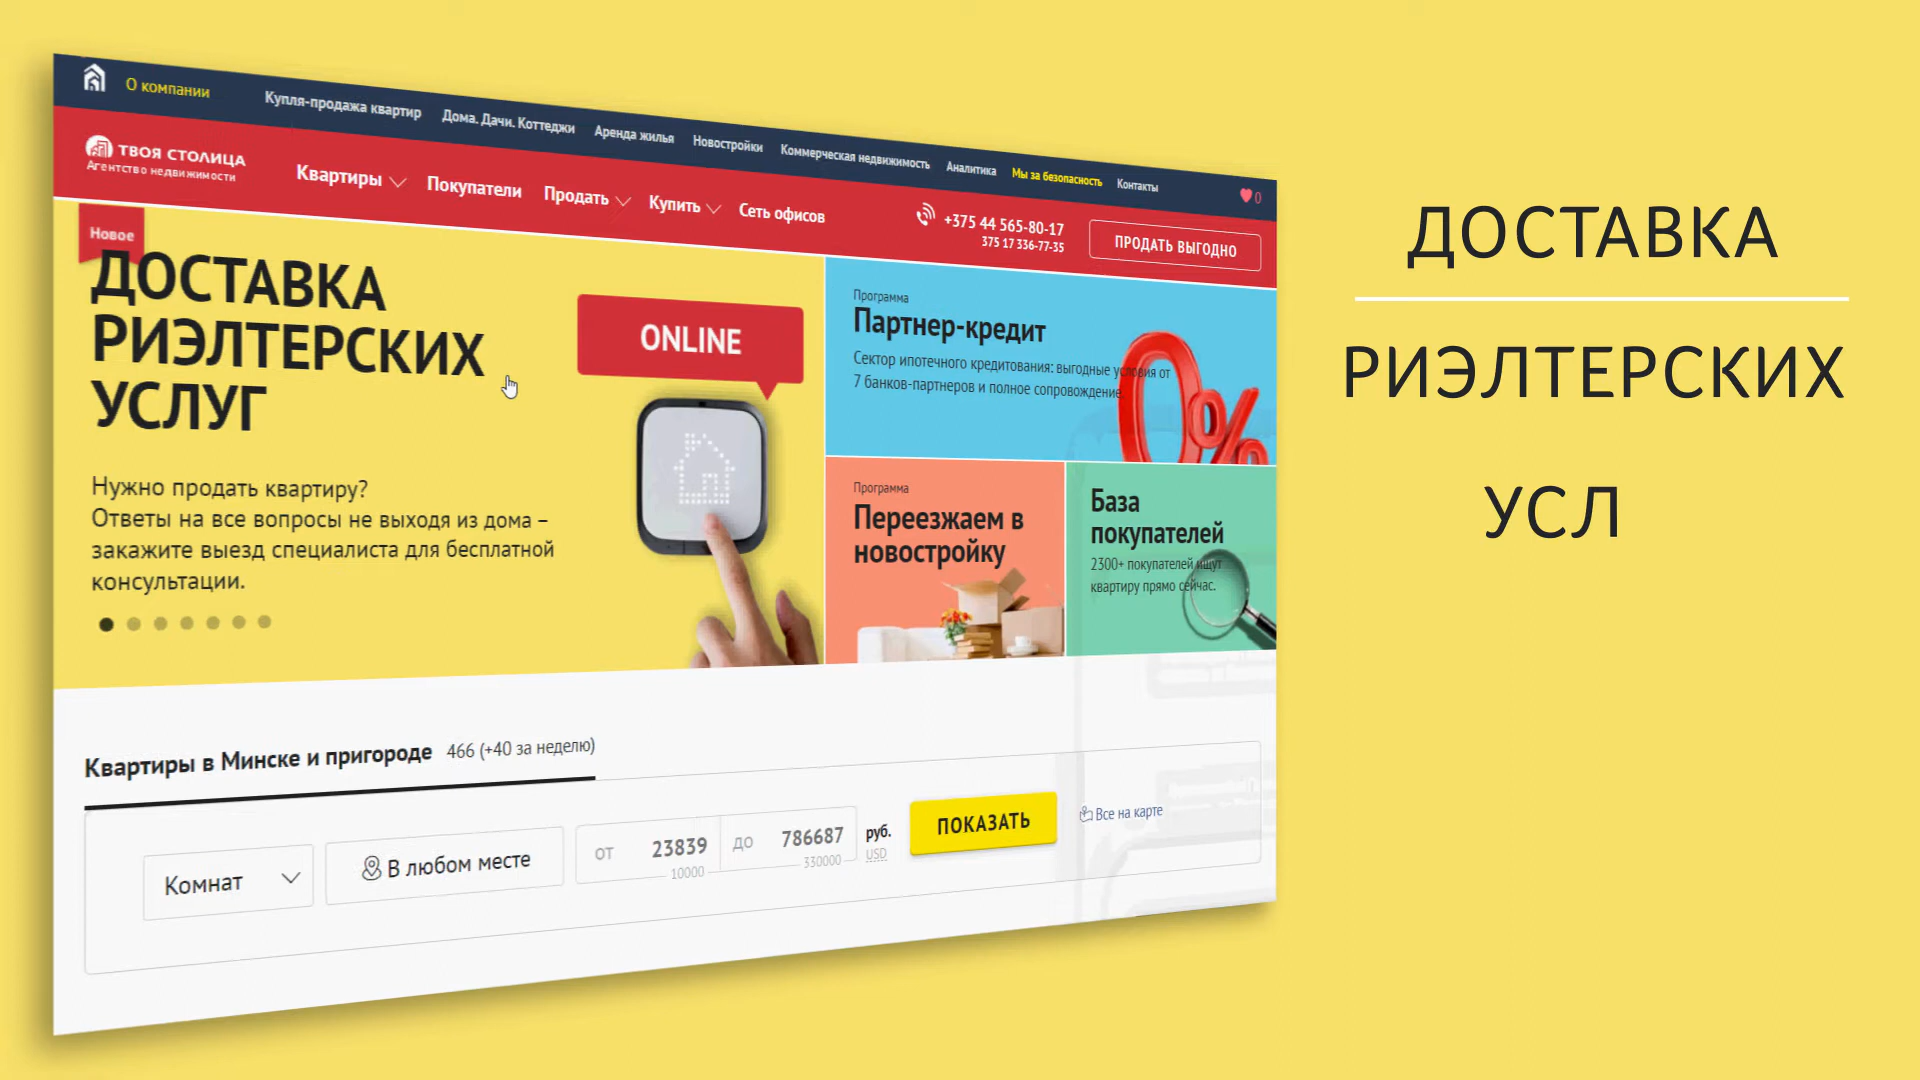 О компании
Купля-продажа квартир
Дома. Дачи. Коттеджи
Аренда жилья
Новостройки
Коммерческая недвижимость
Аналитика
Мы за безопасность
Контакты
0
ТВОЯ СТОЛИЦА
Агентство недвижимости
Квартиры
Покупатели
Продать
Купить
Сеть офисов
+375 44 565-80-17
375 17 336-77-35
ПРОДАТЬ ВЫГОДНО
Новое
ДОСТАВКА
РИЭЛТЕРСКИХ
УСЛУГ
Нужно продать квартиру?
Ответы на все вопросы не выходя из дома –
закажите выезд специалиста для бесплатной
консультации.
ONLINE
Программа
Партнер-кредит
Сектор ипотечного кредитования: выгодные условия от
7 банков-партнеров и полное сопровождение.
0%
Программа
Переезжаем в
новостройку
База
покупателей
2300+ покупателей ищут
квартиру прямо сейчас.
Квартиры в Минске и пригороде 466 (+40 за неделю)
Комнат
В любом месте
от 23839
10000
до 786687
330000
руб.
USD
ПОКАЗАТЬ
Все на карте
ДОСТАВКА
РИЭЛТЕРСКИХ
УСЛ